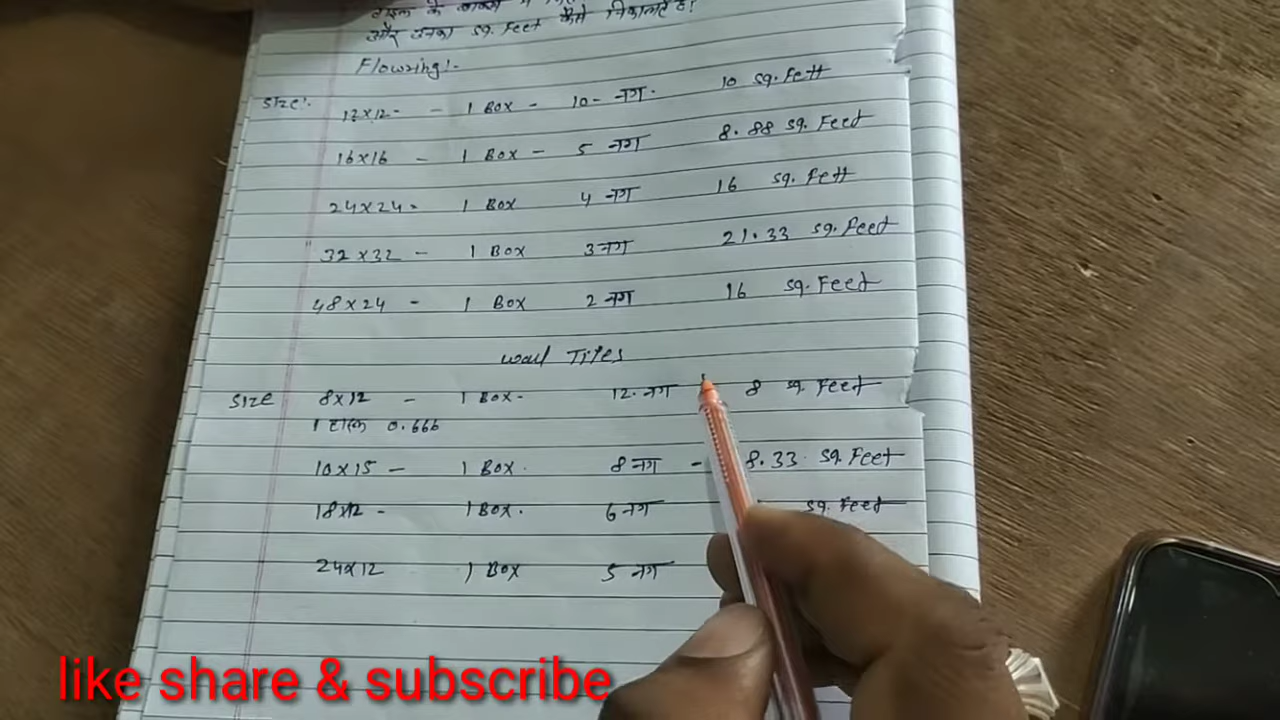 और उनका sq. Feet कैसे निकालते है!
Flowring:-
Size:- 12x12- - 1 Box - 10- नग. 10 sq. Fett
16x16 - 1 Box - 5 नग 8.88 sq. Feet
24x24- 1 Box 4 नग 16 sq. Fett
32x32 - 1 Box 3 नग 21.33 sq. Feet
48x24 - 1 Box 2 नग 16 sq. Feet
wall Tiles
Size 8x12 - 1 Box- 12. नग 8 sq. Feet
1 टाइल 0.666
10x15 - 1 Box. 8 नग - 8.33 sq. Feet
18x12 - 1 Box. 6 नग sq. Feet
24x12 1 Box 5 नग
like share & subscribe